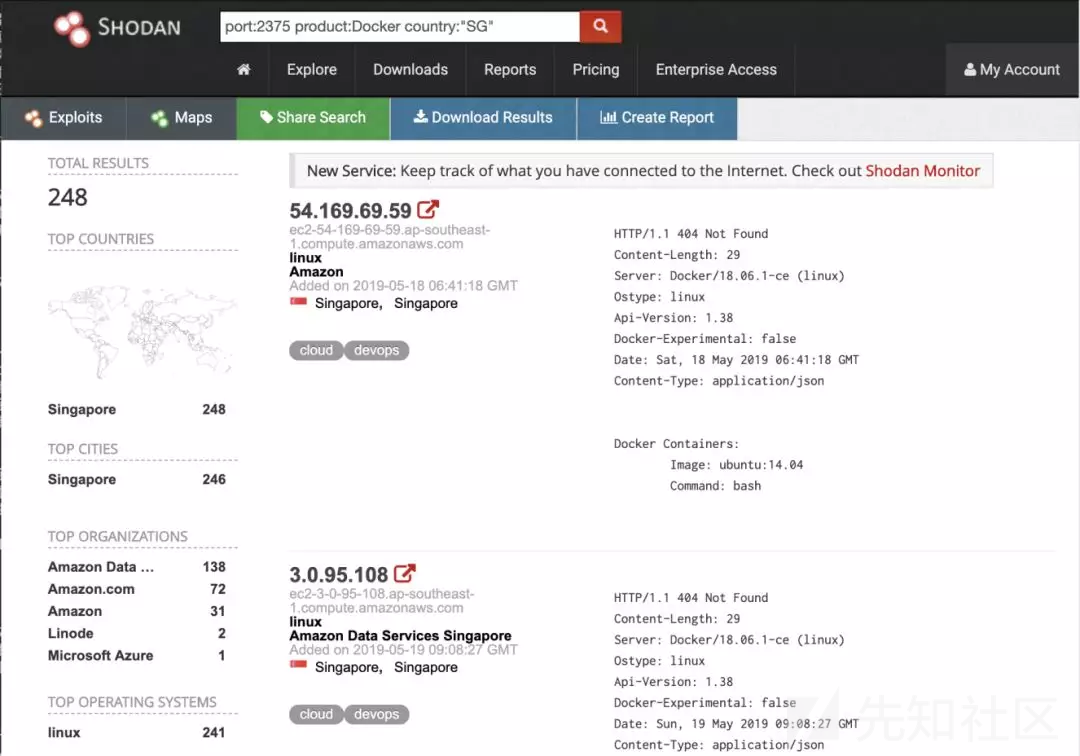 SHODAN
port:2375 product:Docker country:"SG"
Explore Downloads Reports Pricing Enterprise Access My Account
Exploits Maps Share Search Download Results Create Report
TOTAL RESULTS
248
TOP COUNTRIES
Singapore 248
TOP CITIES
Singapore 246
TOP ORGANIZATIONS
Amazon Data ... 138
Amazon.com 72
Amazon 31
Linode 2
Microsoft Azure 1
TOP OPERATING SYSTEMS
linux 241
New Service: Keep track of what you have connected to the Internet. Check out Shodan Monitor
54.169.69.59
ec2-54-169-69-59.ap-southeast-
1.compute.amazonaws.com
linux
Amazon
Added on 2019-05-18 06:41:18 GMT
Singapore, Singapore
cloud devops
HTTP/1.1 404 Not Found
Content-Length: 29
Server: Docker/18.06.1-ce (linux)
Ostype: linux
Api-Version: 1.38
Docker-Experimental: false
Date: Sat, 18 May 2019 06:41:18 GMT
Content-Type: application/json
Docker Containers:
Image: ubuntu:14.04
Command: bash
3.0.95.108
ec2-3-0-95-108.ap-southeast-
1.compute.amazonaws.com
linux
Amazon Data Services Singapore
Added on 2019-05-19 09:08:27 GMT
Singapore, Singapore
cloud devops
HTTP/1.1 404 Not Found
Content-Length: 29
Server: Docker/18.06.1-ce (linux)
Ostype: linux
Api-Version: 1.38
Docker-Experimental: false
Date: Sun, 19 May 2019 09:08:27 GMT
Content-Type: application/json
先知社区